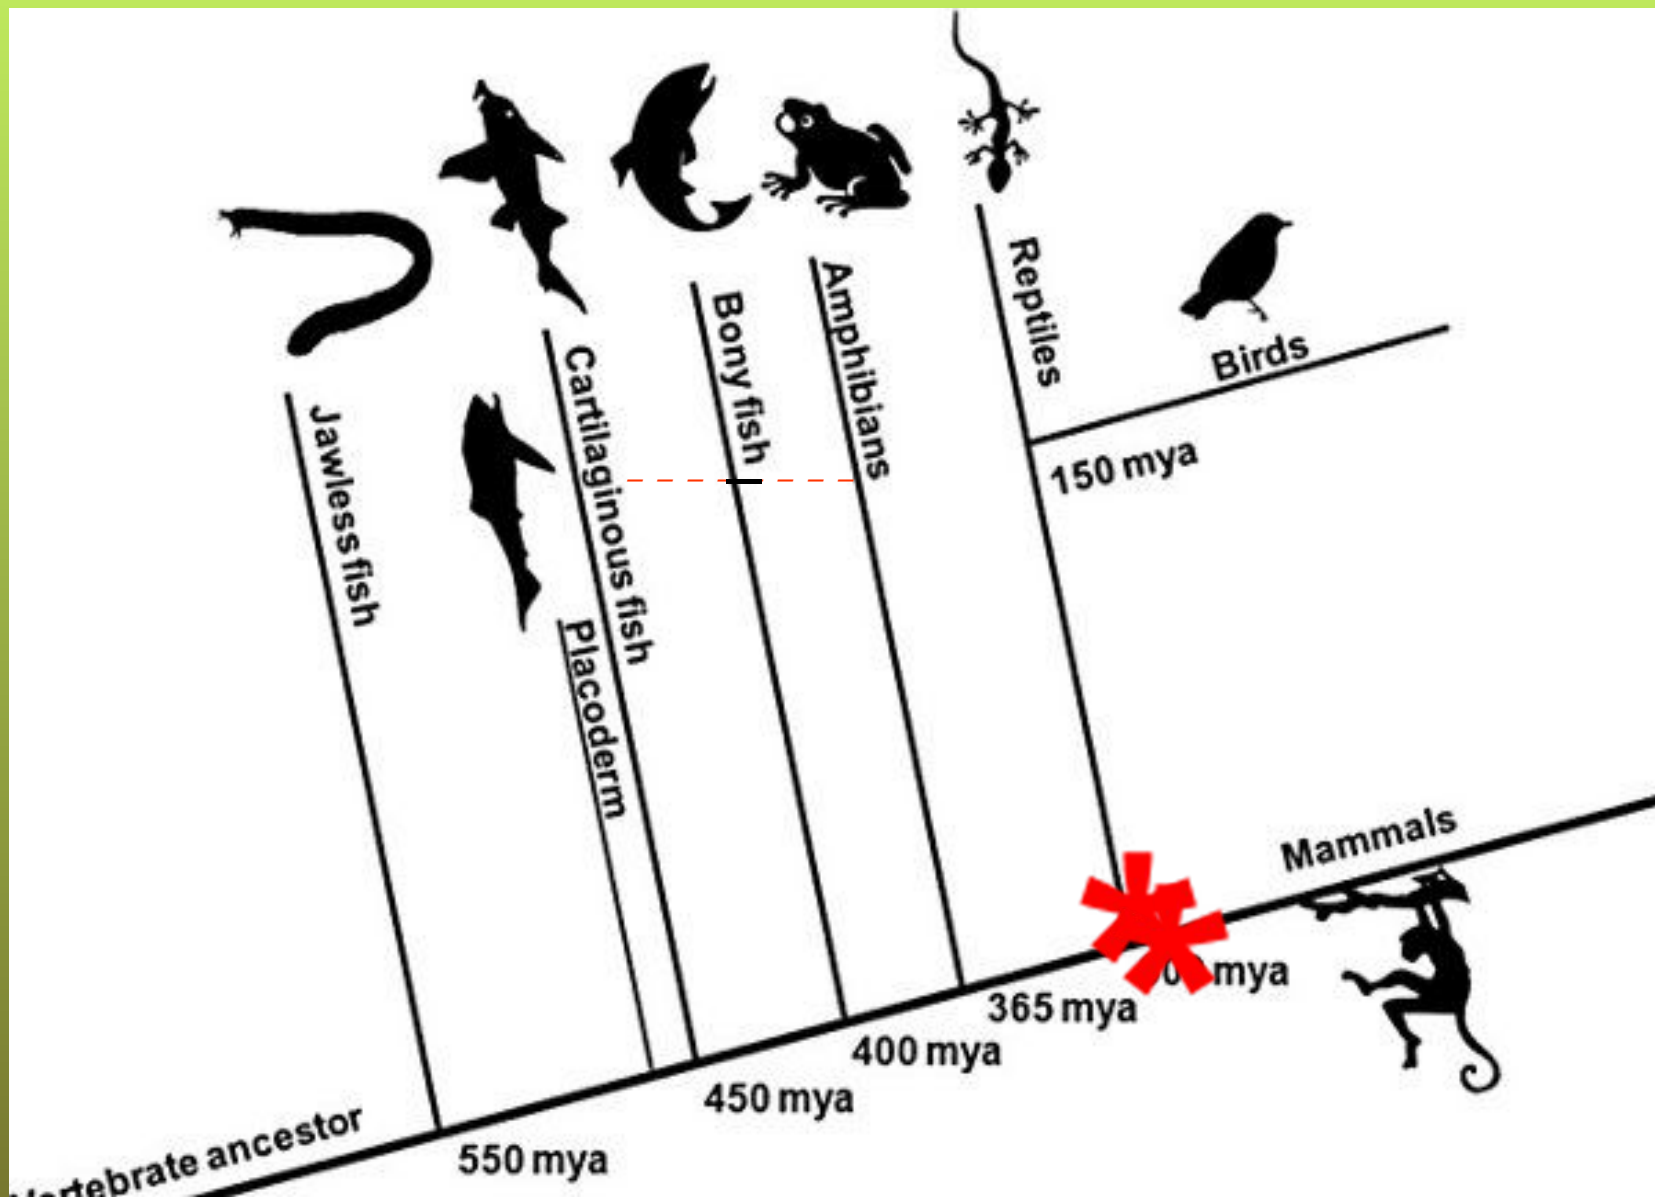 Jawless fish
Cartilaginous fish
Placoderm
Bony fish
Amphibians
Reptiles
Birds
150 mya
Mammals
mya
365 mya
400 mya
450 mya
550 mya
Vertebrate ancestor